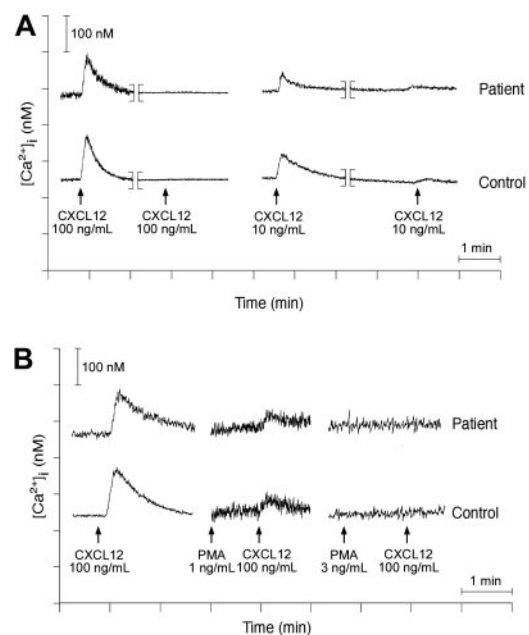 A
100 nM
Patient
[Ca2+]i (nM)
Control
CXCL12 CXCL12 CXCL12 CXCL12
100 ng/mL 100 ng/mL 10 ng/mL 10 ng/mL
1 min
Time (min)
B
100 nM
Patient
[Ca2+]i (nM)
Control
CXCL12 PMA CXCL12 PMA CXCL12
100 ng/mL 1 ng/mL 100 ng/mL 3 ng/mL 100 ng/mL
1 min
Time (min)